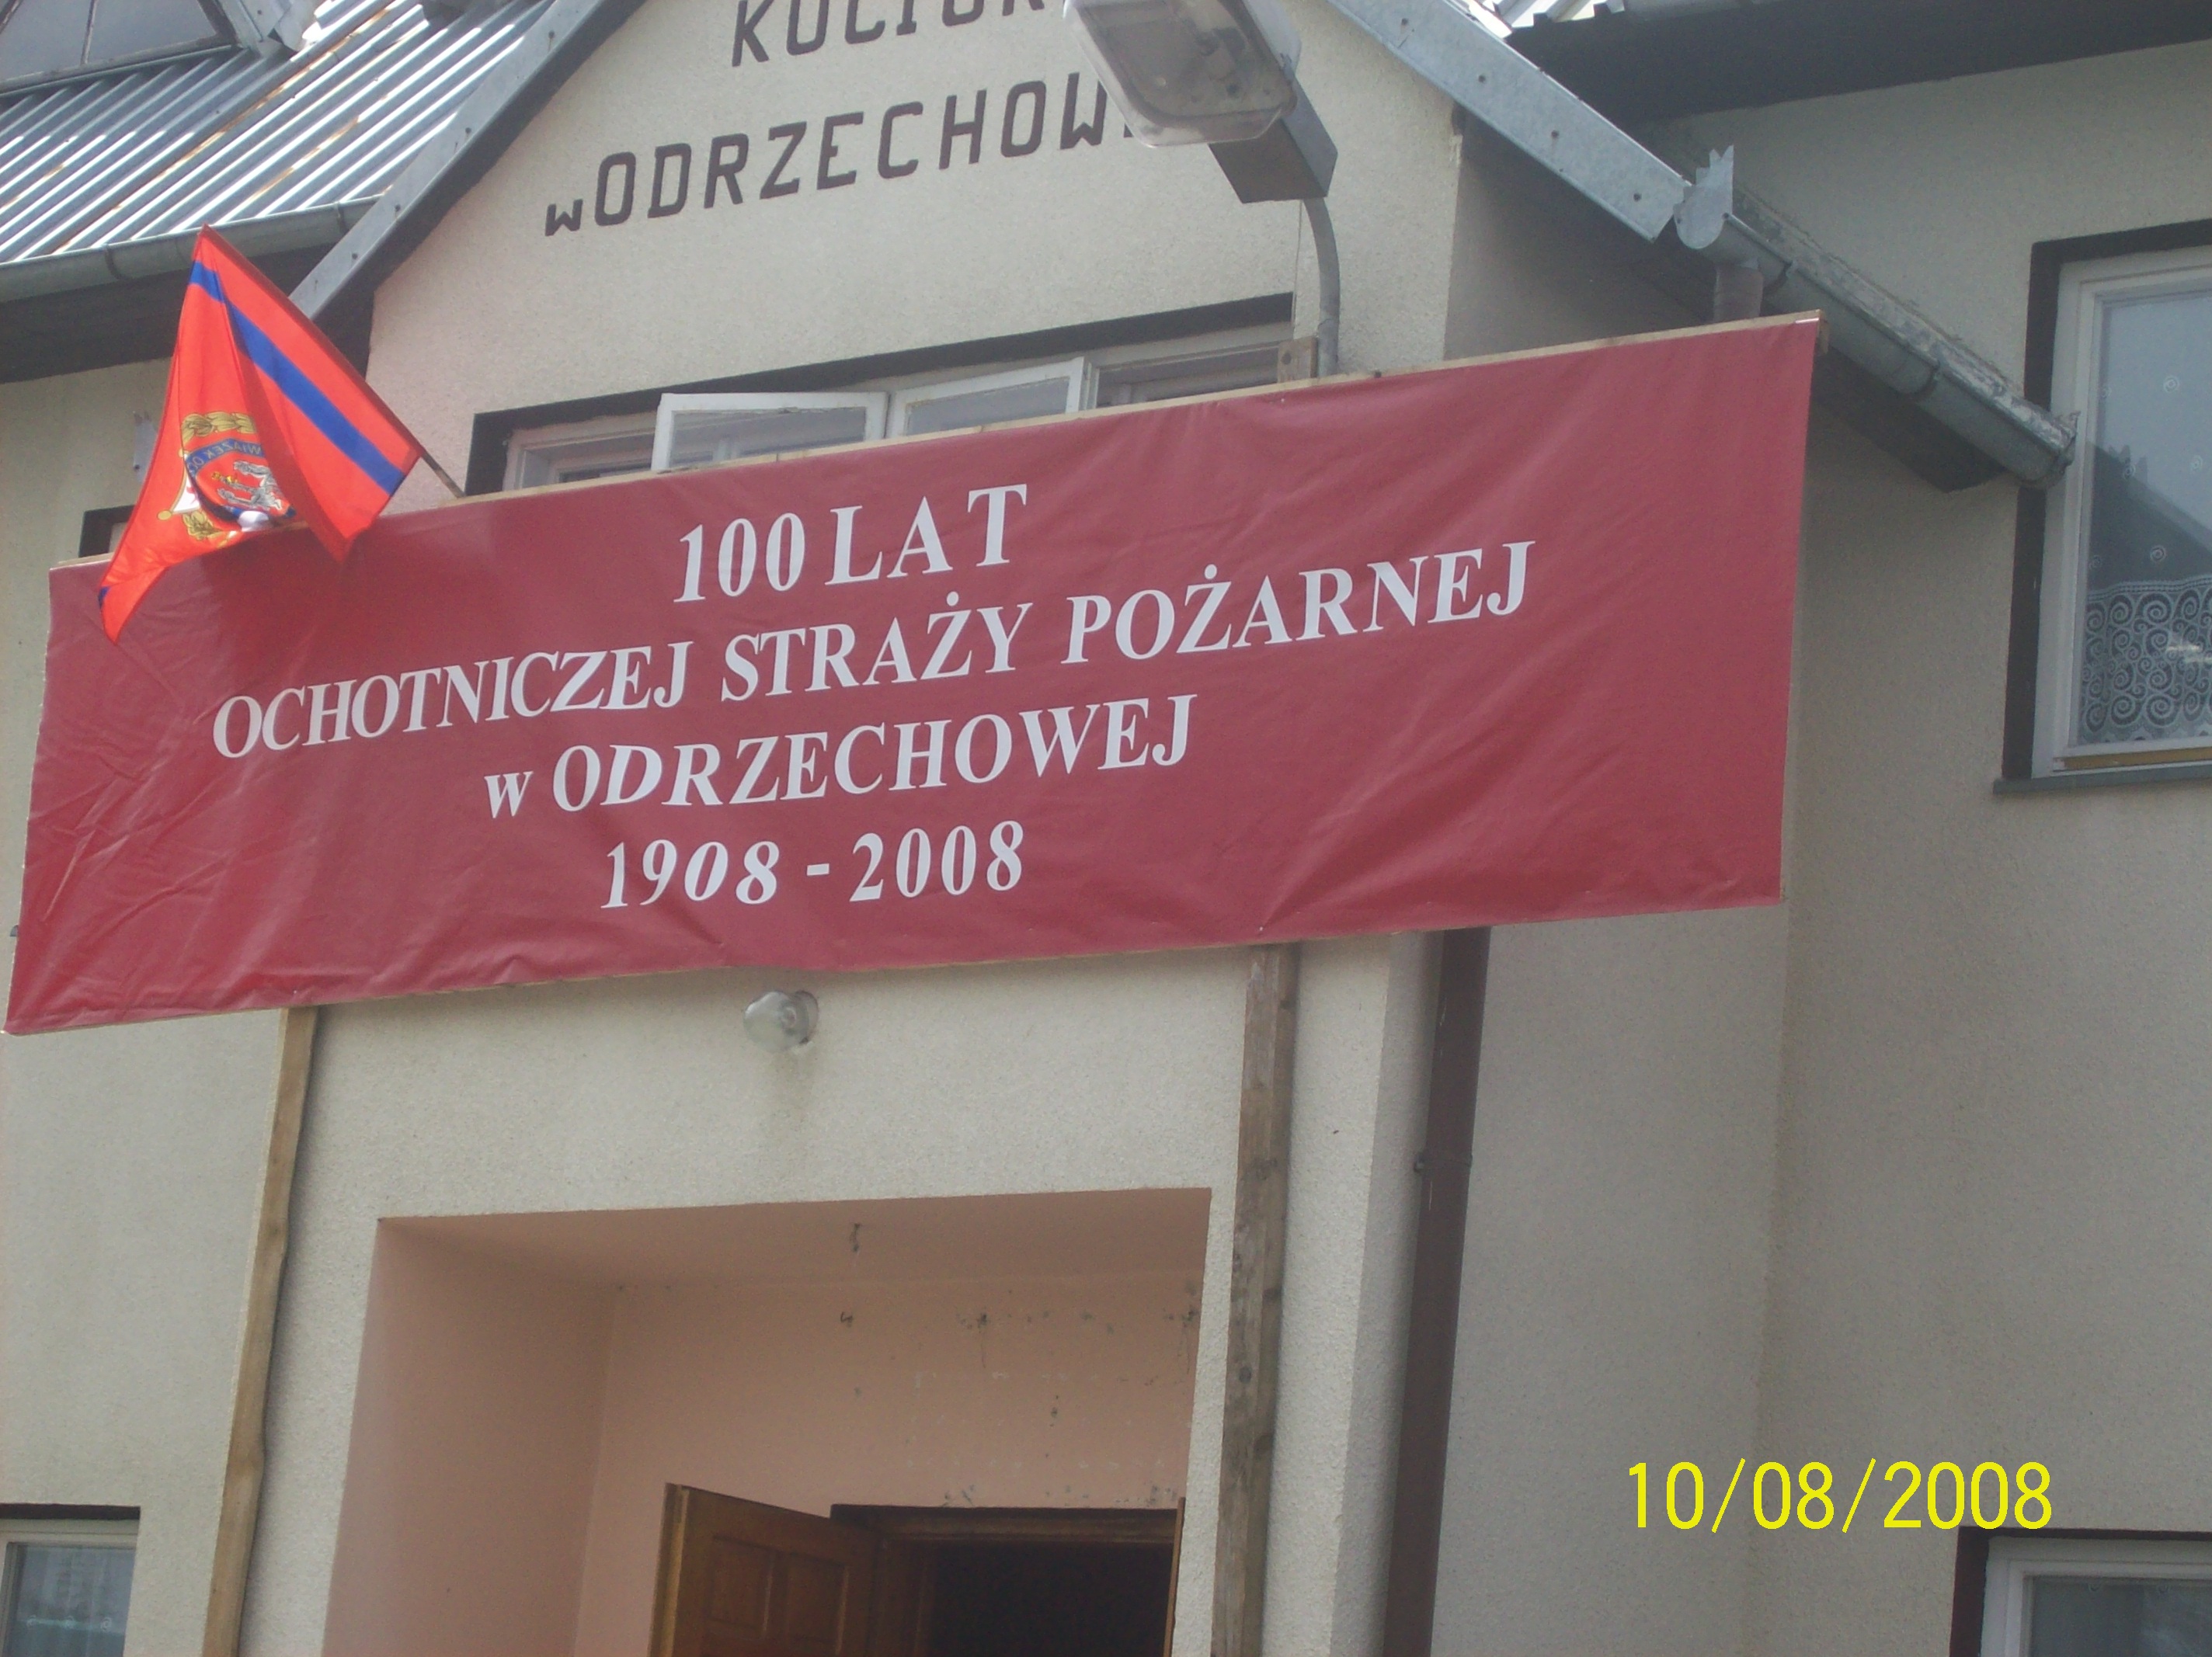 wODRZECHOW
100 LAT
OCHOTNICZEJ STRAŻY POŻARNEJ
w ODRZECHOWEJ
1908 - 2008
10/08/2008